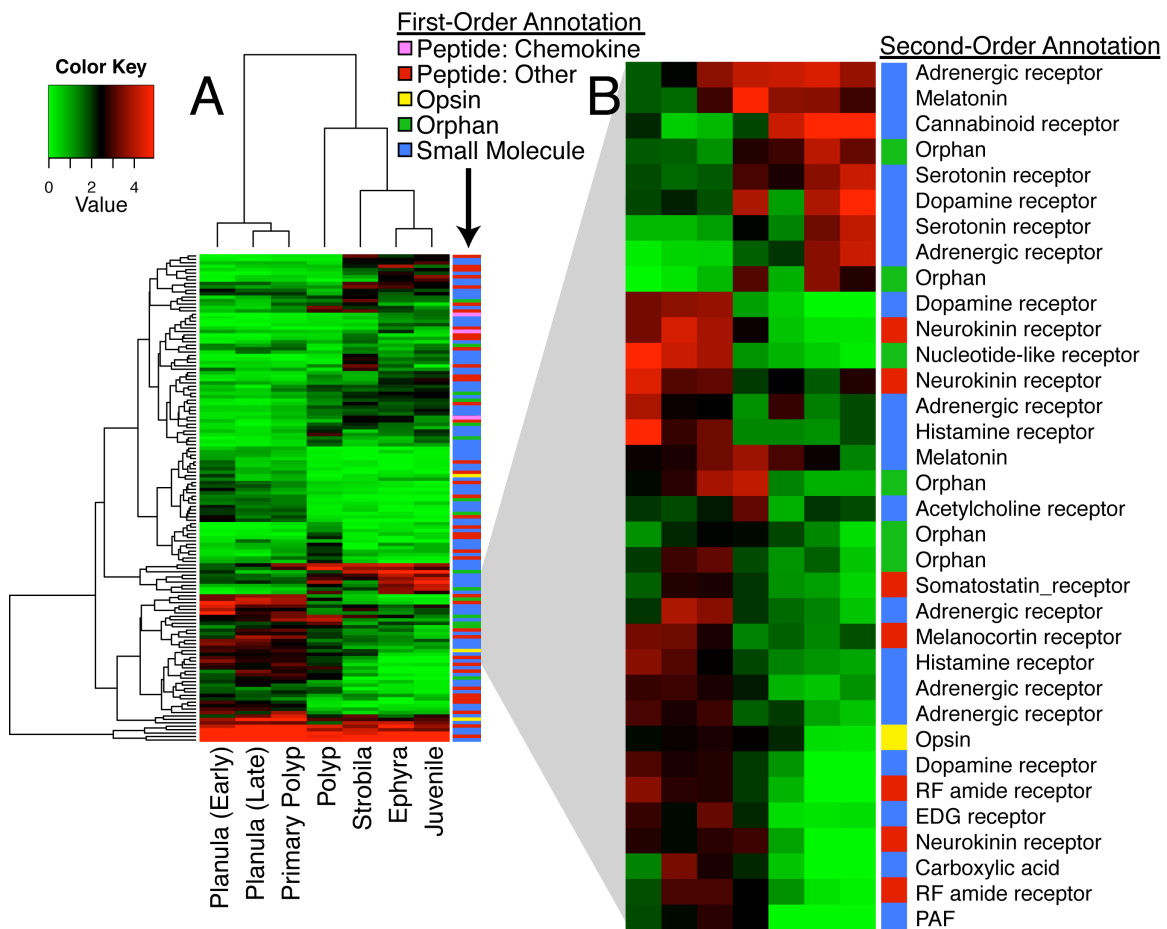 First-Order Annotation
Peptide: Chemokine
Peptide: Other
Opsin
Orphan
Small Molecule
Color Key
0 2 4
Value
A
Planula (Early)
Planula (Late)
Primary Polyp
Polyp
Strobila
Ephyra
Juvenile
B
Second-Order Annotation
Adrenergic receptor
Melatonin
Cannabinoid receptor
Orphan
Serotonin receptor
Dopamine receptor
Serotonin receptor
Adrenergic receptor
Orphan
Dopamine receptor
Neurokinin receptor
Nucleotide-like receptor
Neurokinin receptor
Adrenergic receptor
Histamine receptor
Melatonin
Orphan
Acetylcholine receptor
Orphan
Orphan
Somatostatin_receptor
Adrenergic receptor
Melanocortin receptor
Histamine receptor
Adrenergic receptor
Adrenergic receptor
Opsin
Dopamine receptor
RF amide receptor
EDG receptor
Neurokinin receptor
Carboxylic acid
RF amide receptor
PAF